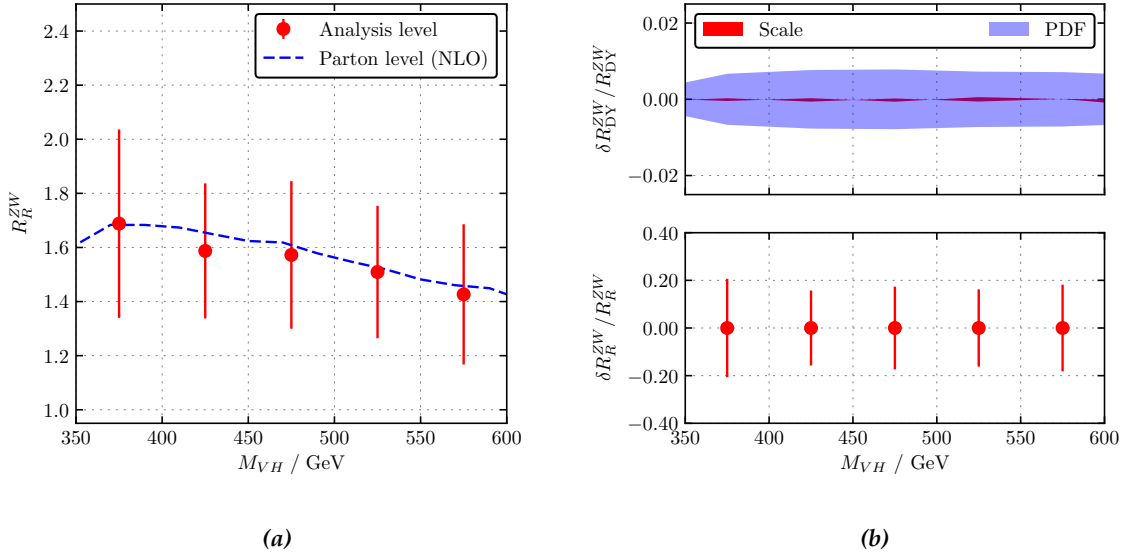 2.4
2.2
2.0
1.8
1.6
1.4
1.2
1.0
R_R^{ZW}
350 400 450 500 550 600
M_{VH} / GeV
Analysis level
Parton level (NLO)
(a)
0.02
0.00
−0.02
δR_{DY}^{ZW}/R_{DY}^{ZW}
Scale PDF
0.40
0.20
0.00
−0.20
−0.40
δR_R^{ZW}/R_R^{ZW}
350 400 450 500 550 600
M_{VH} / GeV
(b)